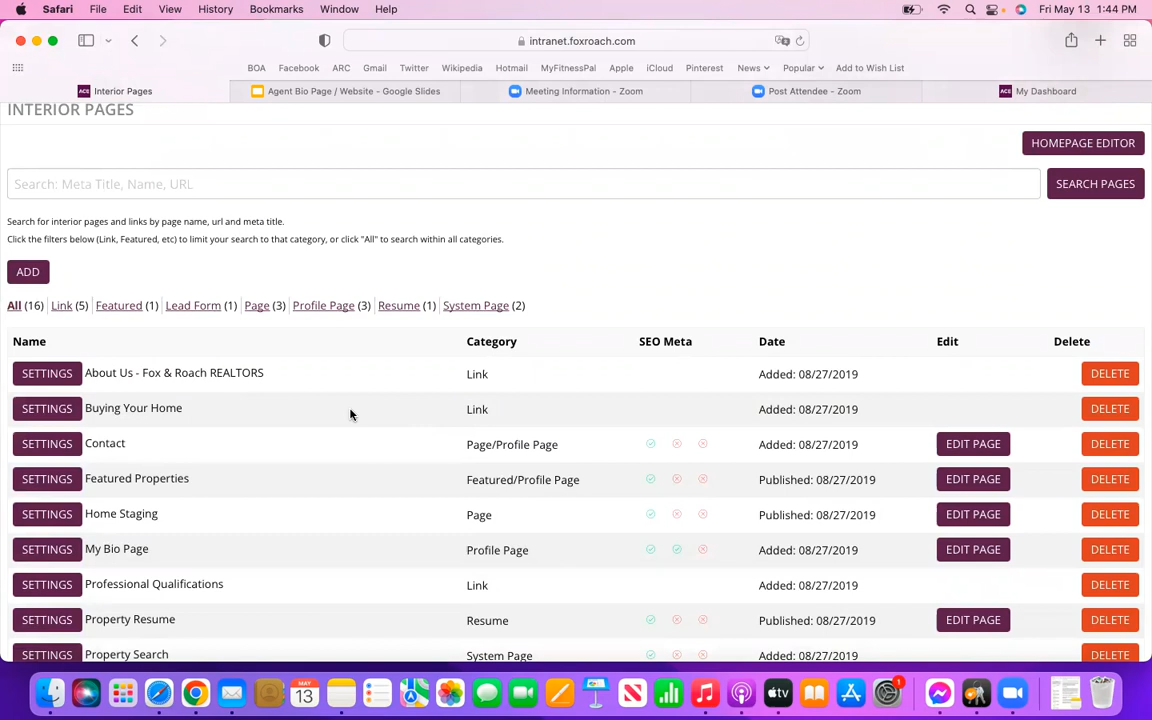 Safari File Edit View History Bookmarks Window Help Fri May 13 1:44 PM
intranet.foxroach.com
BOA Facebook ARC Gmail Twitter Wikipedia Hotmail MyFitnessPal Apple iCloud Pinterest News Popular Add to Wish List
ACE Interior Pages Agent Bio Page / Website - Google Slides Meeting Information - Zoom Post Attendee - Zoom ACE My Dashboard
INTERIOR PAGES
HOMEPAGE EDITOR
Search: Meta Title, Name, URL SEARCH PAGES
Search for interior pages and links by page name, url and meta title.
Click the filters below (Link, Featured, etc) to limit your search to that category, or click "All" to search within all categories.
ADD
All (16) Link (5) Featured (1) Lead Form (1) Page (3) Profile Page (3) Resume (1) System Page (2)
Name Category SEO Meta Date Edit Delete
SETTINGS About Us - Fox & Roach REALTORS Link Added: 08/27/2019 DELETE
SETTINGS Buying Your Home Link Added: 08/27/2019 DELETE
SETTINGS Contact Page/Profile Page Added: 08/27/2019 EDIT PAGE DELETE
SETTINGS Featured Properties Featured/Profile Page Published: 08/27/2019 EDIT PAGE DELETE
SETTINGS Home Staging Page Published: 08/27/2019 EDIT PAGE DELETE
SETTINGS My Bio Page Profile Page Added: 08/27/2019 EDIT PAGE DELETE
SETTINGS Professional Qualifications Link Added: 08/27/2019 DELETE
SETTINGS Property Resume Resume Published: 08/27/2019 EDIT PAGE DELETE
SETTINGS Property Search System Page Added: 08/27/2019 DELETE
MAY
13
tv
1